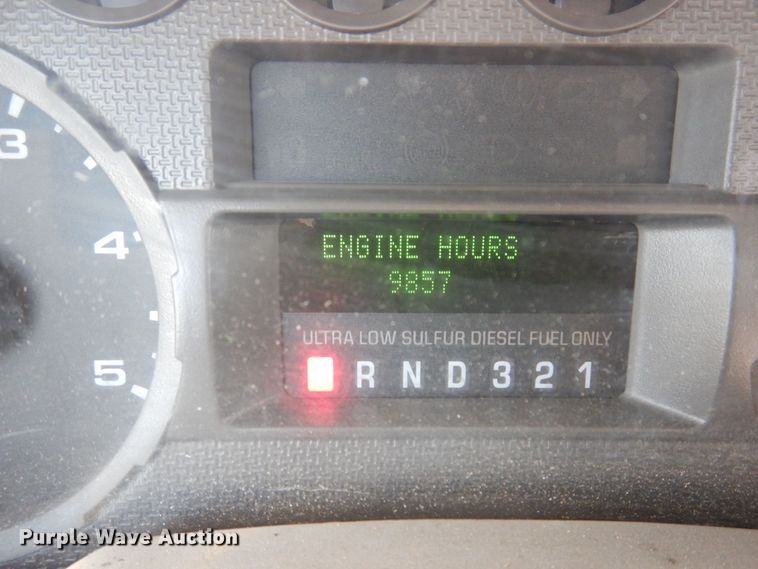 3
4
5
ENGINE HOURS
9857
ULTRA LOW SULFUR DIESEL FUEL ONLY
R N D 3 2 1
Purple Wave Auction